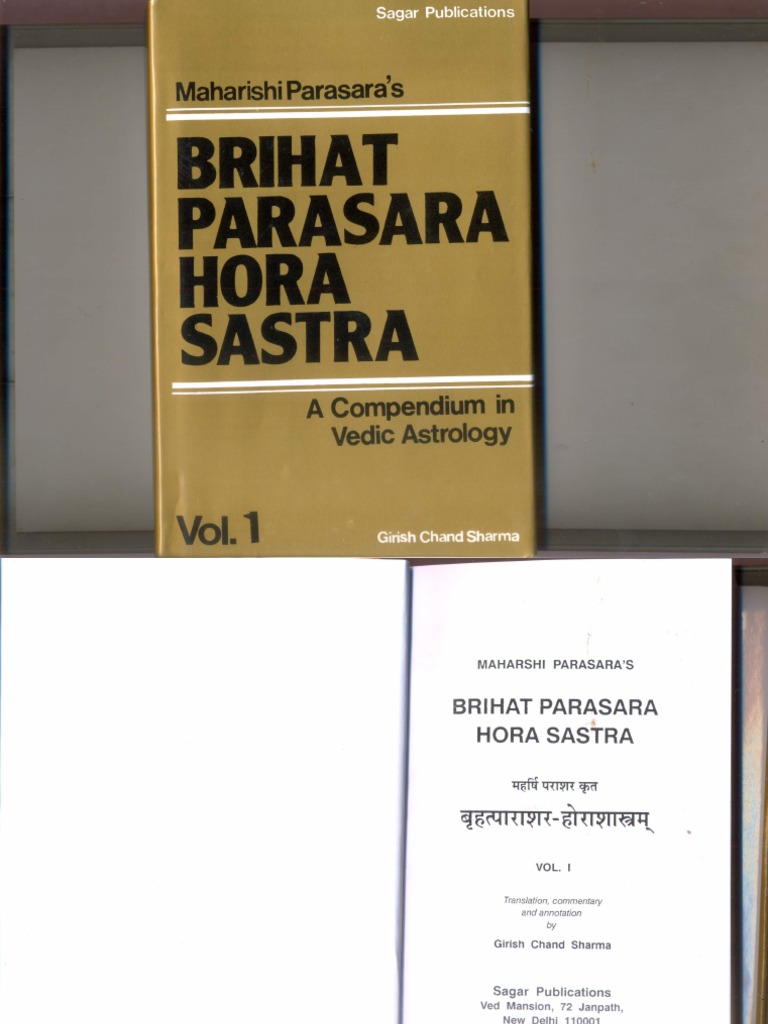 Sagar Publications
Maharishi Parasara's
BRIHAT
PARASARA
HORA
SASTRA
A Compendium in
Vedic Astrology
Vol. 1
Girish Chand Sharma
MAHARSHI PARASARA'S
BRIHAT PARASARA
HORA SASTRA
महर्षि पराशर कृत
बृहत्पाराशर-होराशास्त्रम्
VOL. I
Translation, commentary
and annotation
by
Girish Chand Sharma
Sagar Publications
Ved Mansion, 72 Janpath,
New Delhi 110001